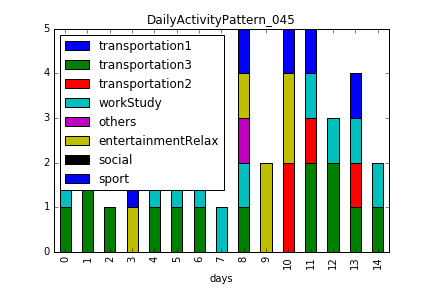 DailyActivityPattern_045
5
4
3
2
1
0
transportation1
transportation3
transportation2
workStudy
others
entertainmentRelax
social
sport
0 1 2 3 4 5 6 7 8 9 10 11 12 13 14
days